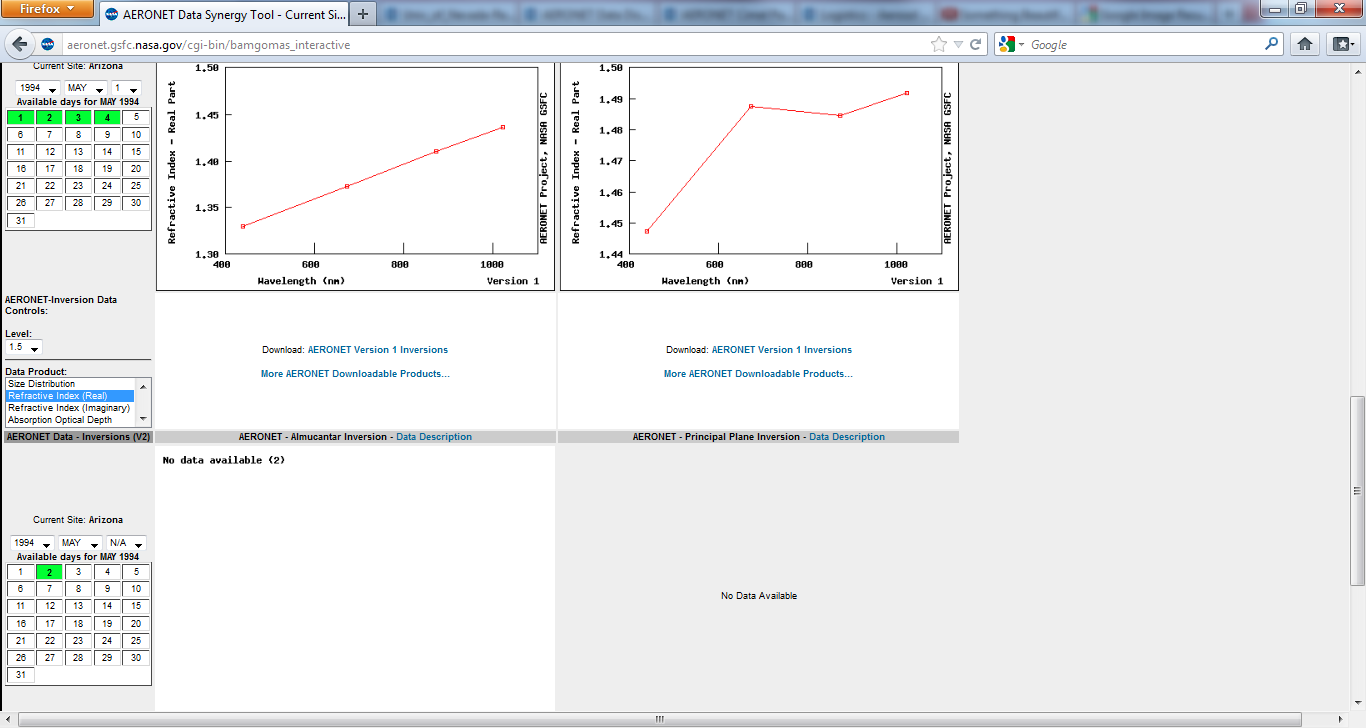 Firefox
AERONET Data Synergy Tool - Current Si...
aeronet.gsfc.nasa.gov/cgi-bin/bamgomas_interactive
Google
Current Site: Arizona
1994 MAY 1
Available days for MAY 1994
1 2 3 4 5
6 7 8 9 10
11 12 13 14 15
16 17 18 19 20
21 22 23 24 25
26 27 28 29 30
31
1.50
1.45
1.40
1.35
1.30
Refractive Index - Real Part
400 600 800 1000
Wavelength (nm)
Version 1
AERONET Project, NASA GSFC
1.50
1.49
1.48
1.47
1.46
1.45
1.44
Refractive Index - Real Part
400 600 800 1000
Wavelength (nm)
Version 1
AERONET Project, NASA GSFC
AERONET-Inversion Data
Controls:
Level:
1.5
Data Product:
Size Distribution
Refractive Index (Real)
Refractive Index (Imaginary)
Absorption Optical Depth
Download: AERONET Version 1 Inversions
More AERONET Downloadable Products...
Download: AERONET Version 1 Inversions
More AERONET Downloadable Products...
AERONET Data - Inversions (V2)
AERONET - Almucantar Inversion - Data Description
AERONET - Principal Plane Inversion - Data Description
No data available (2)
No Data Available
Current Site: Arizona
1994 MAY N/A
Available days for MAY 1994
1 2 3 4 5
6 7 8 9 10
11 12 13 14 15
16 17 18 19 20
21 22 23 24 25
26 27 28 29 30
31